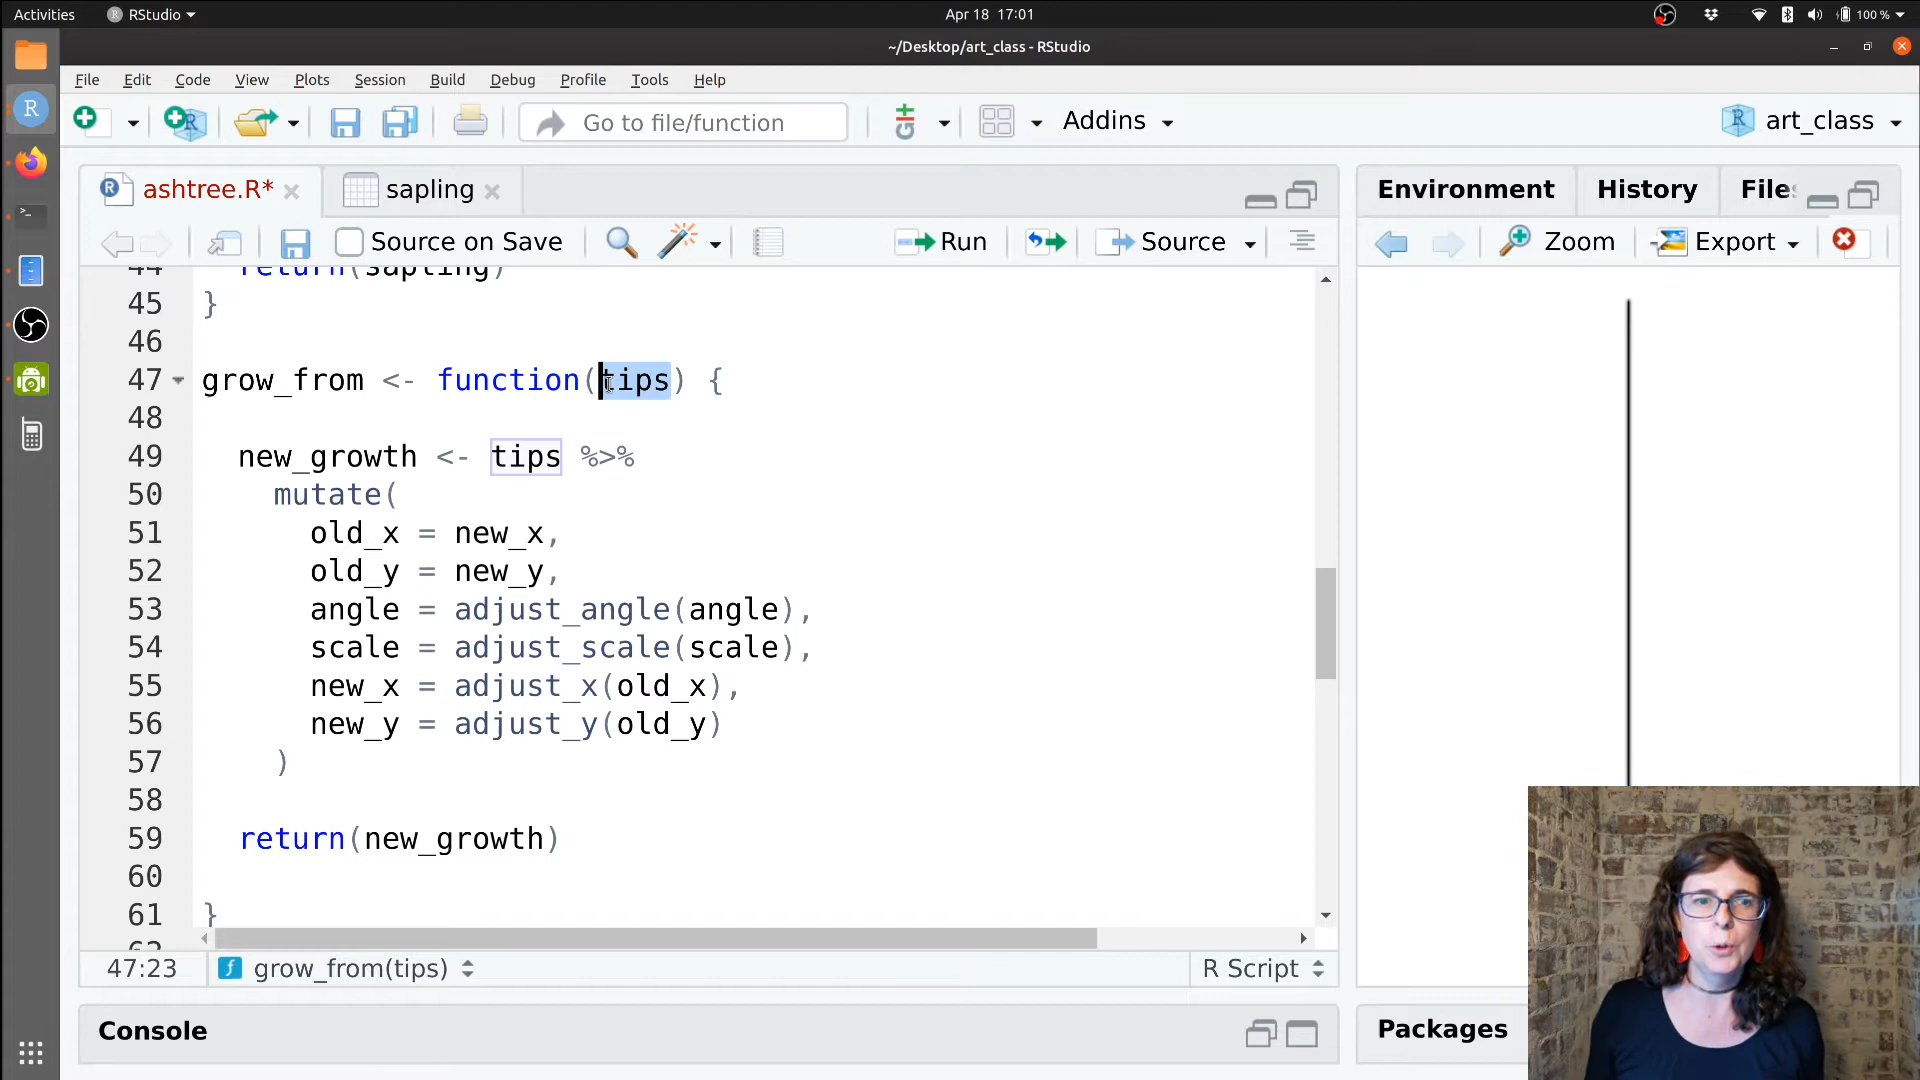 Activities RStudio Apr 18 17:01 100 %
~/Desktop/art_class - RStudio
File Edit Code View Plots Session Build Debug Profile Tools Help
Go to file/function Addins art_class
ashtree.R* sapling Environment History File
Source on Save Run Source Zoom Export
44 return(sapling)
45 }
46
47 grow_from <- function(tips) {
48
49 new_growth <- tips %>%
50 mutate(
51 old_x = new_x,
52 old_y = new_y,
53 angle = adjust_angle(angle),
54 scale = adjust_scale(scale),
55 new_x = adjust_x(old_x),
56 new_y = adjust_y(old_y)
57 )
58
59 return(new_growth)
60
61 }
62
47:23 grow_from(tips) R Script
Console Packages